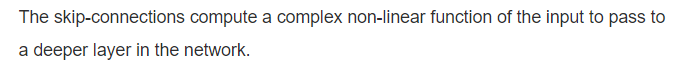 The skip-connections compute a complex non-linear function of the input to pass to
a deeper layer in the network.